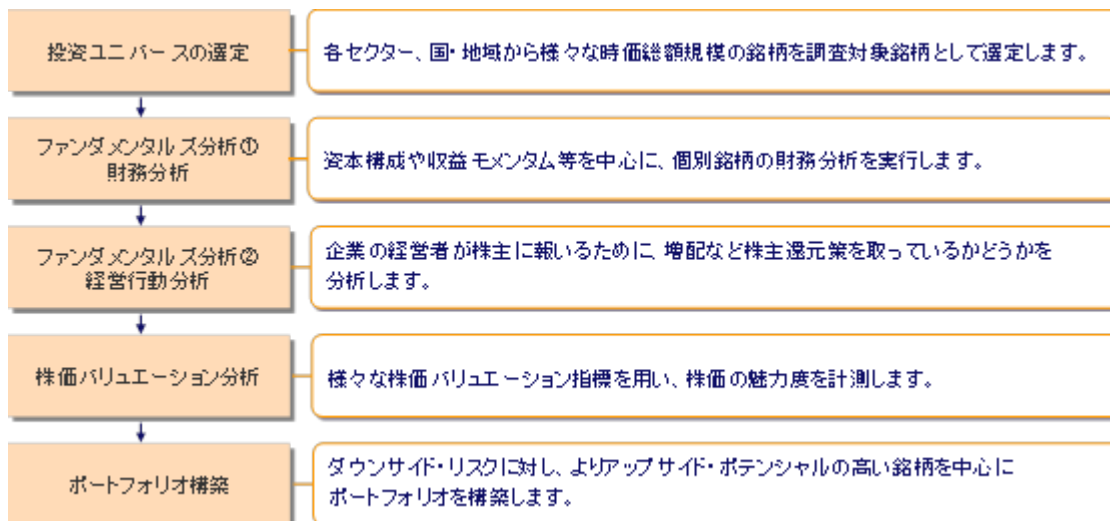 投資ユニバースの選定
各セクター、国・地域から様々な時価総額規模の銘柄を調査対象銘柄として選定します。
ファンダメンタルズ分析①
財務分析
資本構成や収益モメンタム等を中心に、個別銘柄の財務分析を実行します。
ファンダメンタルズ分析②
経営行動分析
企業の経営者が株主に報いるために、増配など株主還元策を取っているかどうかを
分析します。
株価バリュエーション分析
様々な株価バリュエーション指標を用い、株価の魅力度を計測します。
ポートフォリオ構築
ダウンサイド・リスクに対し、よりアップサイド・ポテンシャルの高い銘柄を中心に
ポートフォリオを構築します。